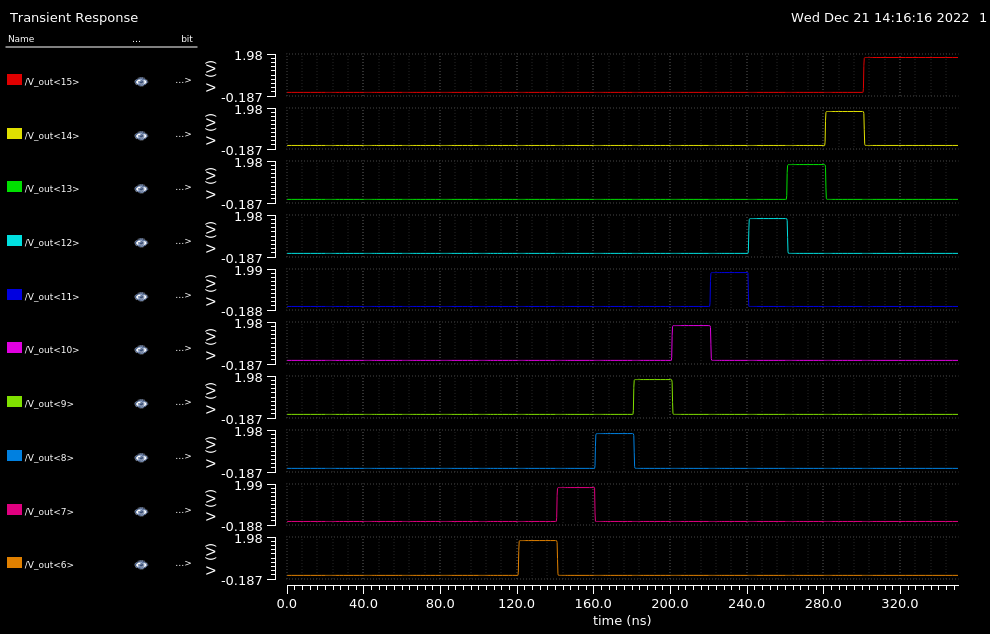 Transient Response
Wed Dec 21 14:16:16 2022 1
Name ... bit
/V_out<15> ...> V (V) 1.98 -0.187
/V_out<14> ...> V (V) 1.98 -0.187
/V_out<13> ...> V (V) 1.98 -0.187
/V_out<12> ...> V (V) 1.98 -0.187
/V_out<11> ...> V (V) 1.99 -0.188
/V_out<10> ...> V (V) 1.98 -0.187
/V_out<9> ...> V (V) 1.98 -0.187
/V_out<8> ...> V (V) 1.98 -0.187
/V_out<7> ...> V (V) 1.99 -0.188
/V_out<6> ...> V (V) 1.98 -0.187
0.0 40.0 80.0 120.0 160.0 200.0 240.0 280.0 320.0
time (ns)